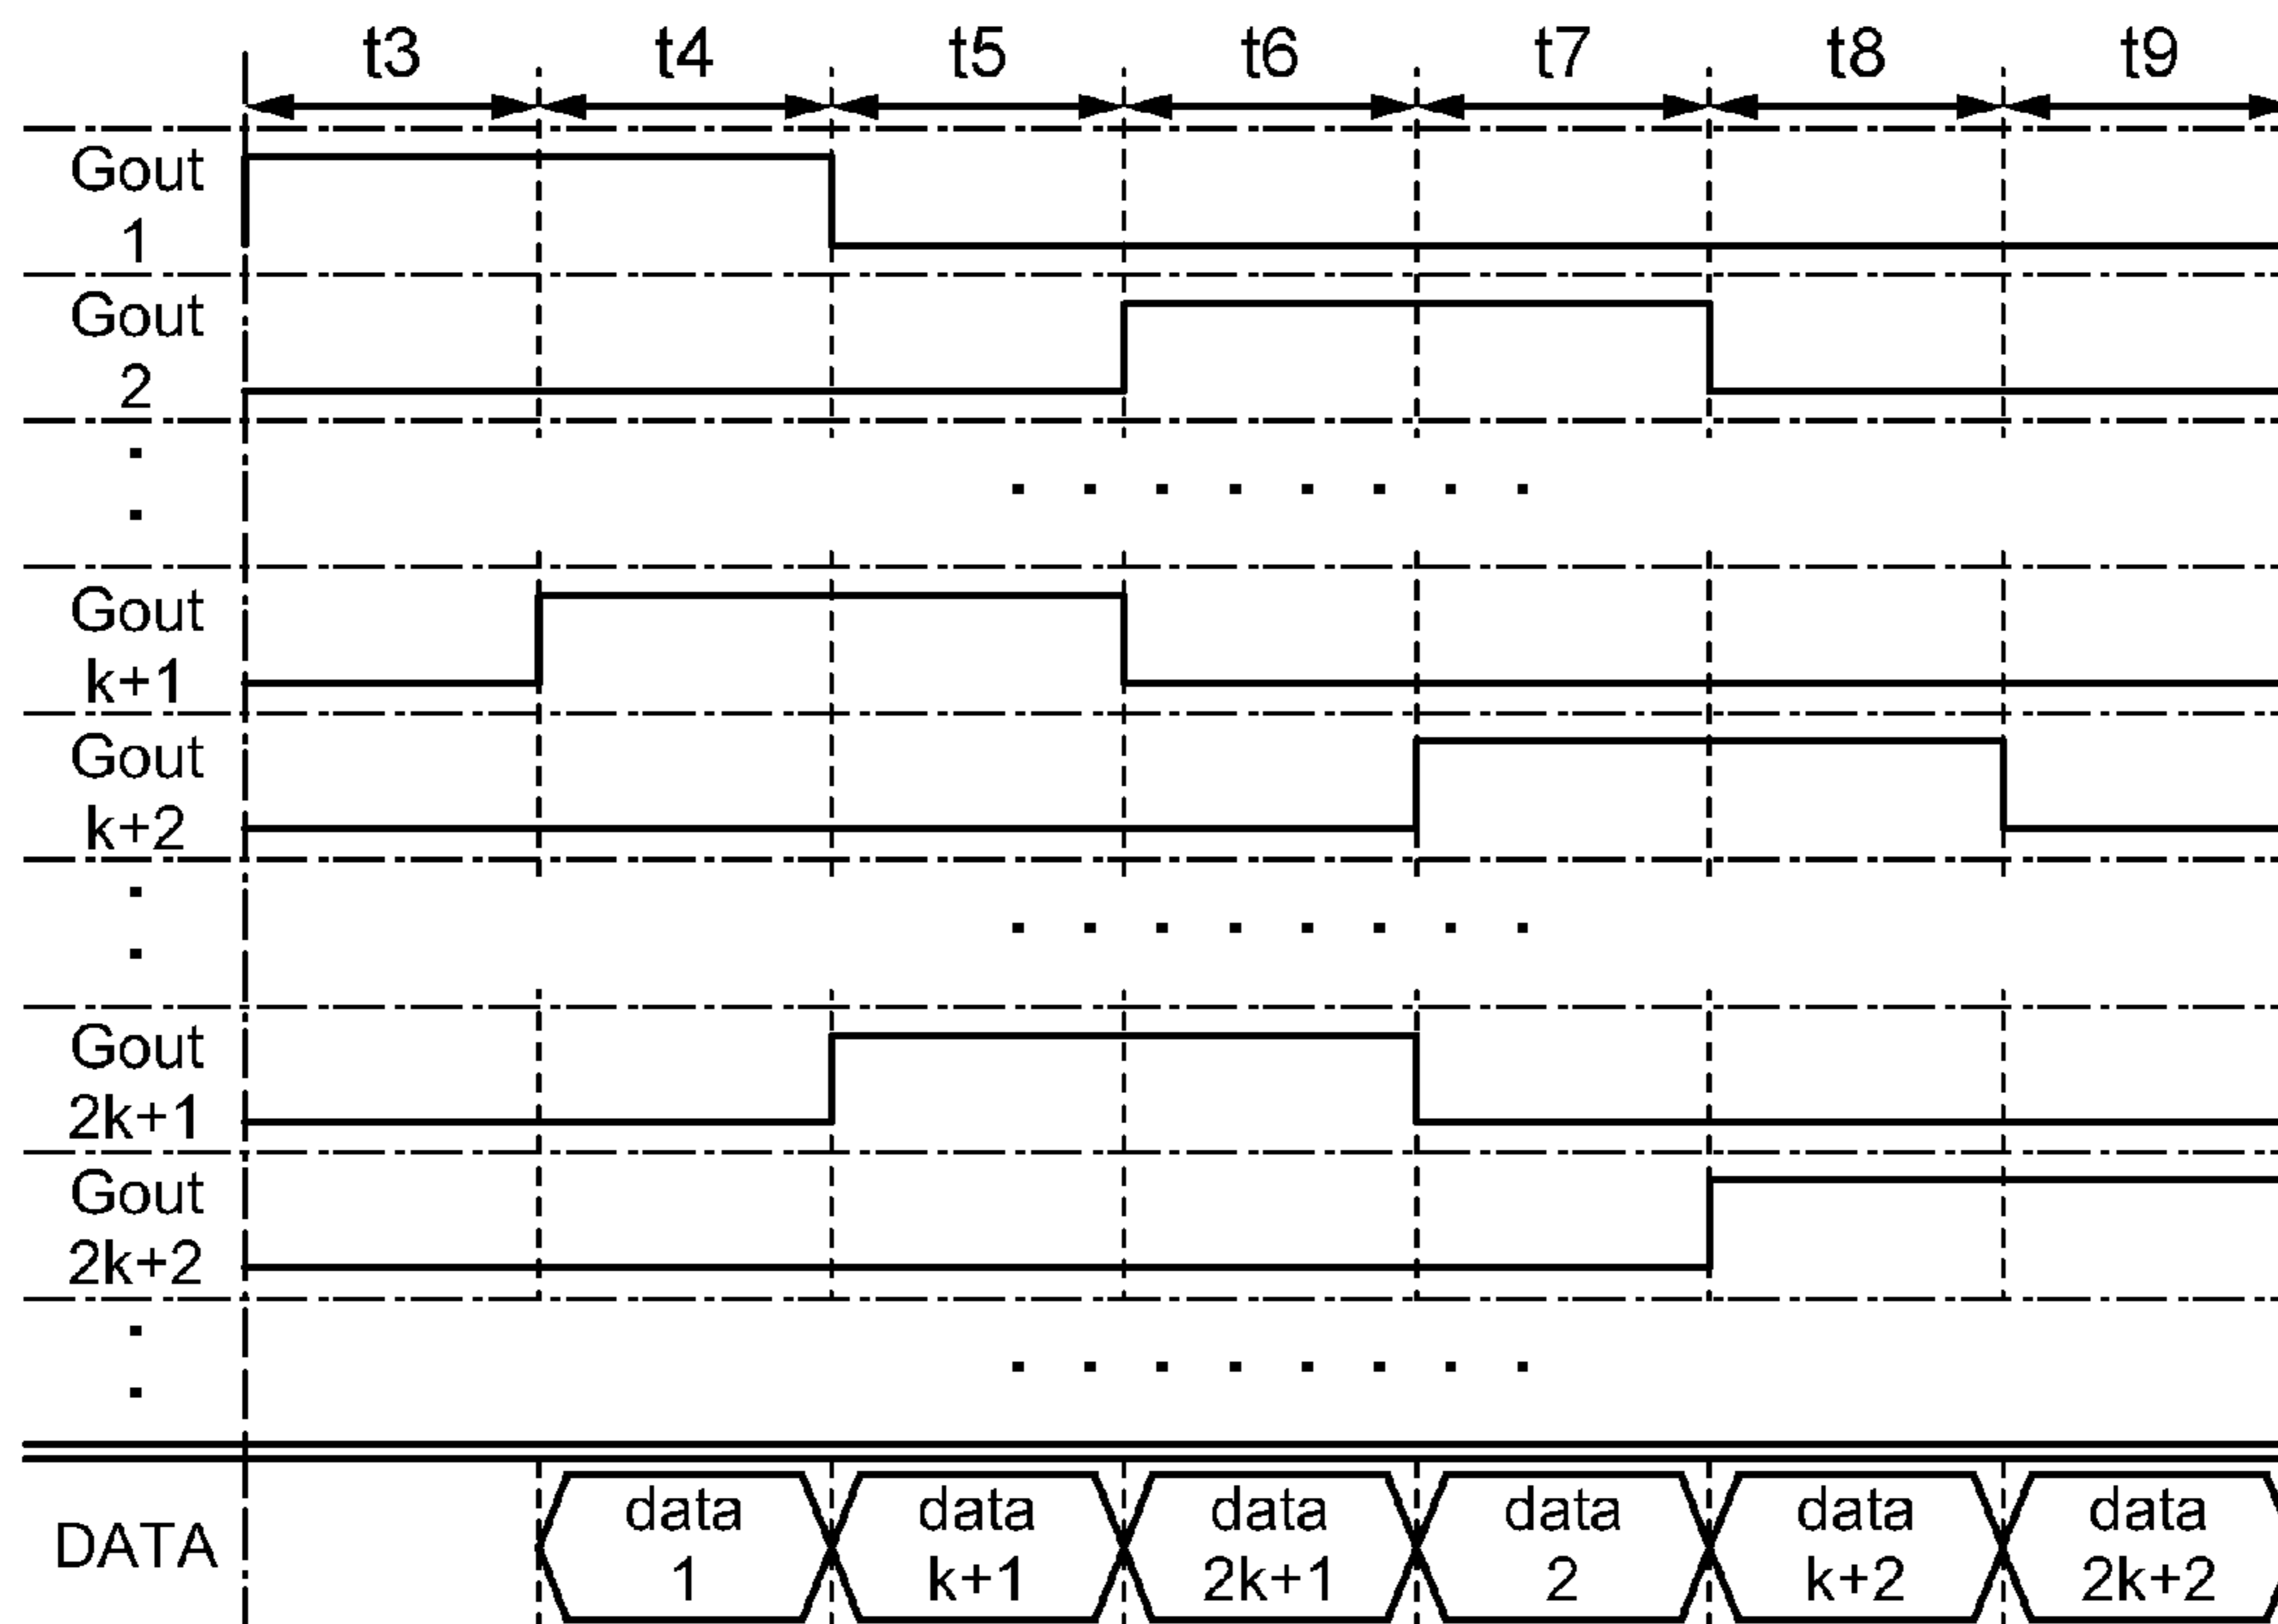 t3 t4 t5 t6 t7 t8 t9
Gout
1
Gout
2
Gout
k+1
Gout
k+2
Gout
2k+1
Gout
2k+2
DATA
data
1
data
k+1
data
2k+1
data
2
data
k+2
data
2k+2